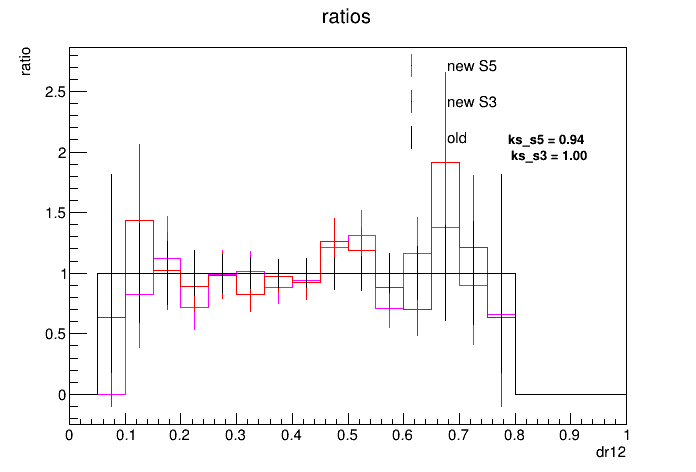 ratios
ratio
new S5
new S3
old
ks_s5 = 0.94
ks_s3 = 1.00
2.5
2
1.5
1
0.5
0
0 0.1 0.2 0.3 0.4 0.5 0.6 0.7 0.8 0.9 1
dr12